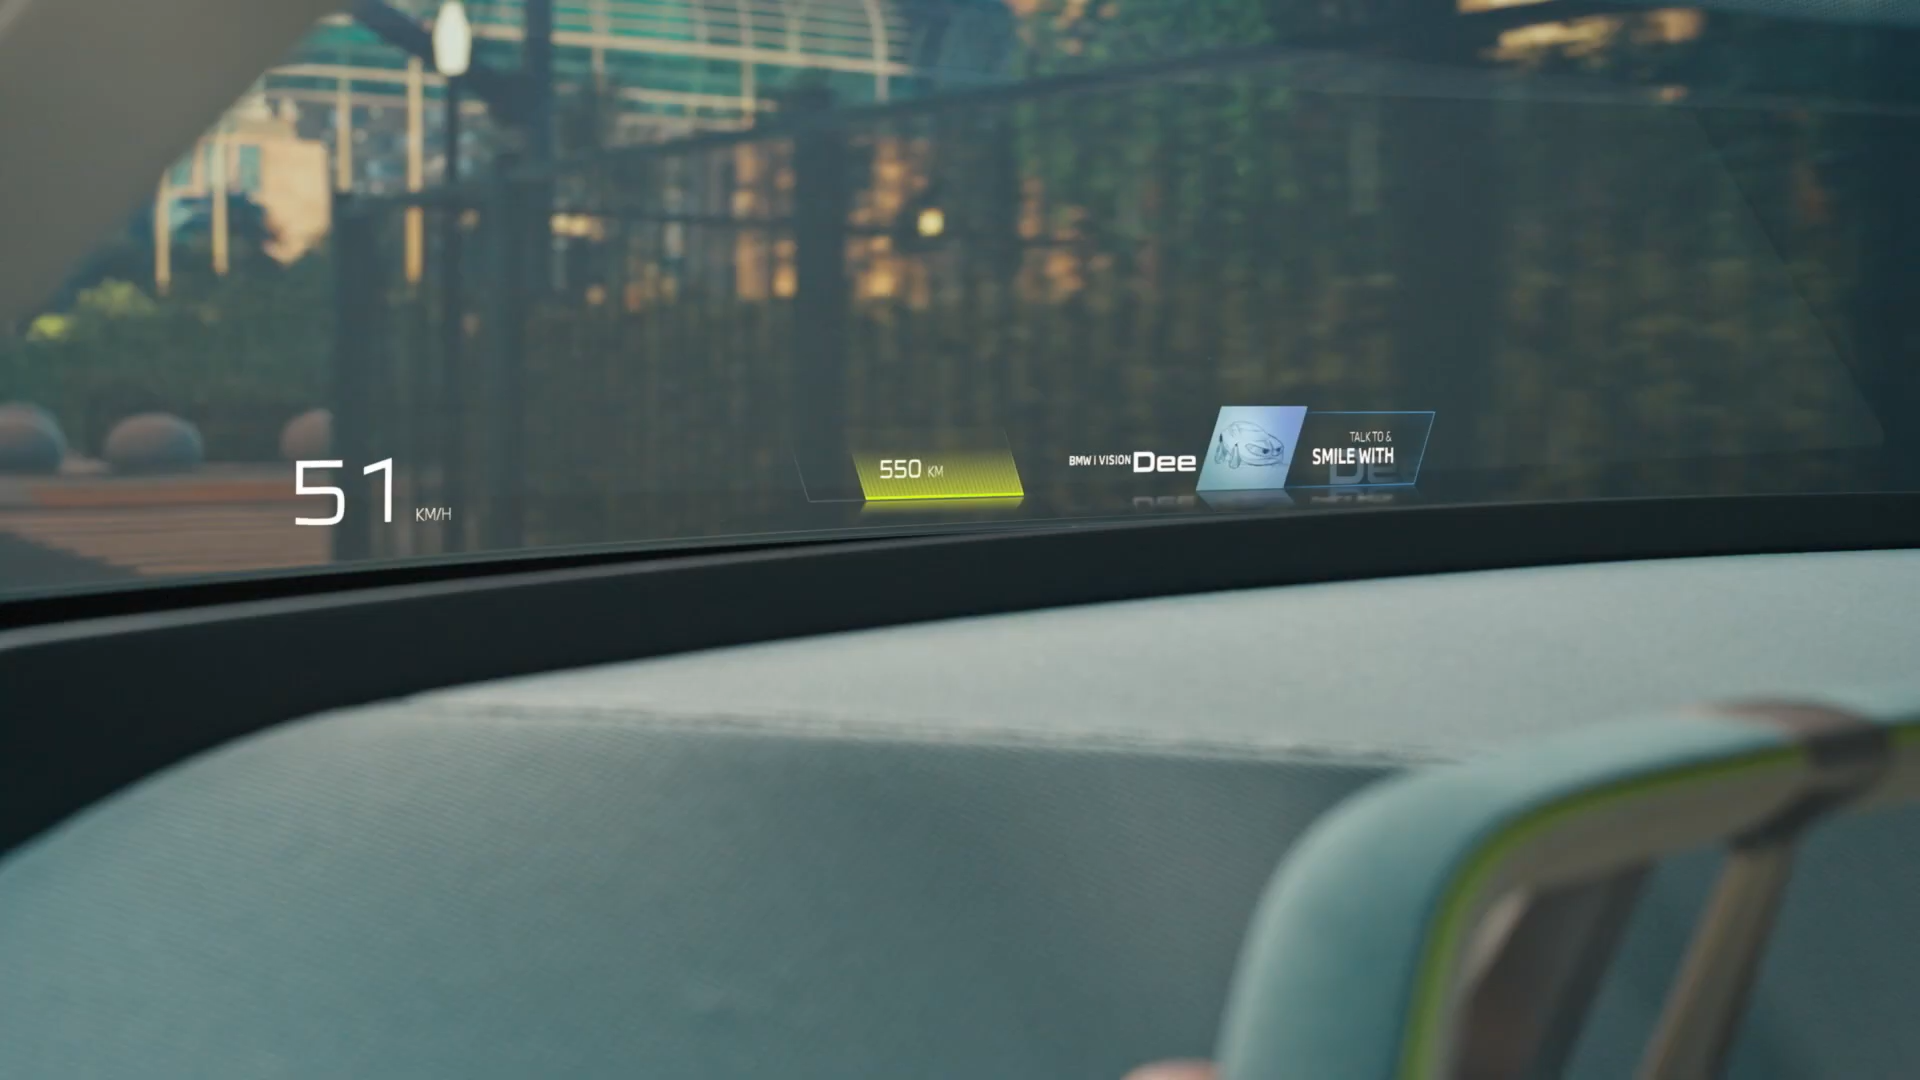 51 KM/H
550 KM
BMW I VISION Dee
TALK TO &
SMILE WITH